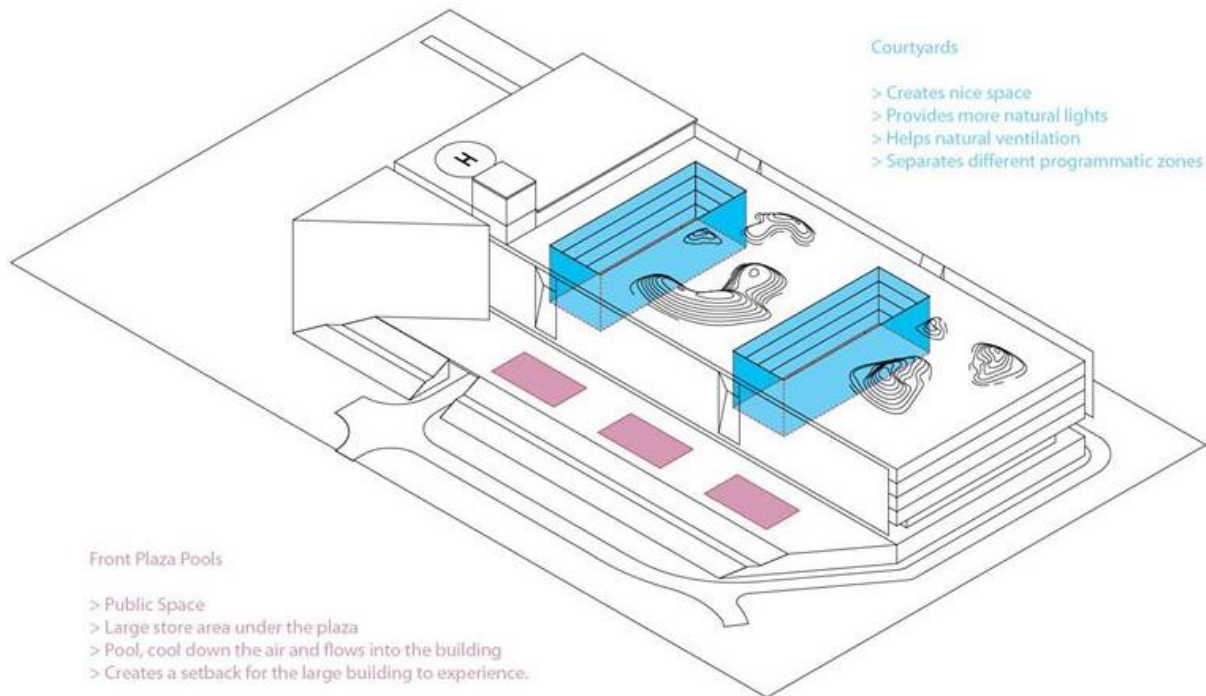 Courtyards
> Creates nice space
> Provides more natural lights
> Helps natural ventilation
> Separates different programmatic zones
H
Front Plaza Pools
> Public Space
> Large store area under the plaza
> Pool, cool down the air and flows into the building
> Creates a setback for the large building to experience.